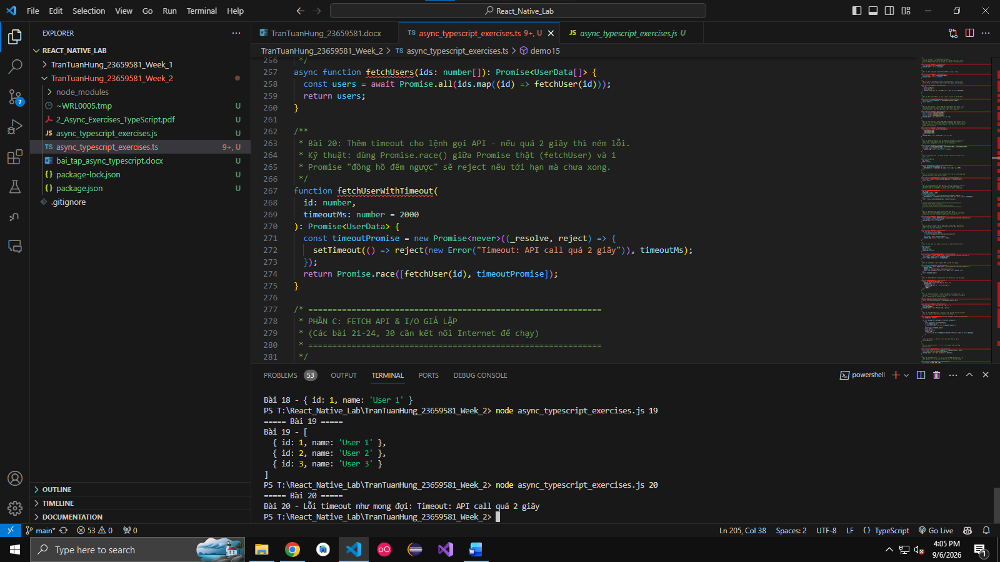 File Edit Selection View Go Run Terminal Help
React_Native_Lab
EXPLORER
REACT_NATIVE_LAB
TranTuanHung_23659581_Week_1
TranTuanHung_23659581_Week_2
node_modules
~WRL0005.tmp U
2_Async_Exercises_TypeScript.pdf U
JS async_typescript_exercises.js U
TS async_typescript_exercises.ts 9+, U
bai_tap_async_typescript.docx U
{} package-lock.json U
{} package.json U
.gitignore
7
OUTLINE
TIMELINE
DOCUMENTATION
TranTuanHung_23659581.docx
TS async_typescript_exercises.ts 9+, U
JS async_typescript_exercises.js U
TranTuanHung_23659581_Week_2 > TS async_typescript_exercises.ts > demo15
256 */
257 async function fetchUsers(ids: number[]): Promise<UserData[]> {
258 const users = await Promise.all(ids.map((id) => fetchUser(id)));
259 return users;
260 }
261
262 /**
263 * Bài 20: Thêm timeout cho lệnh gọi API - nếu quá 2 giây thì ném lỗi.
264 * Kỹ thuật: dùng Promise.race() giữa Promise thật (fetchUser) và 1
265 * Promise "đồng hồ đếm ngược" sẽ reject nếu tới hạn mà chưa xong.
266 */
267 function fetchUserWithTimeout(
268 id: number,
269 timeoutMs: number = 2000
270 ): Promise<UserData> {
271 const timeoutPromise = new Promise<never>((_resolve, reject) => {
272 setTimeout(() => reject(new Error("Timeout: API call quá 2 giây")), timeoutMs);
273 });
274 return Promise.race([fetchUser(id), timeoutPromise]);
275 }
276
277 /* =============================================================
278 * PHẦN C: FETCH API & I/O GIẢ LẬP
279 * (Các bài 21-24, 30 cần kết nối Internet để chạy)
280 * =============================================================
281 */
PROBLEMS 53 OUTPUT TERMINAL PORTS DEBUG CONSOLE
powershell
Bài 18 - { id: 1, name: 'User 1' }
PS T:\React_Native_Lab\TranTuanHung_23659581_Week_2> node async_typescript_exercises.js 19
===== Bài 19 =====
Bài 19 - [
{ id: 1, name: 'User 1' },
{ id: 2, name: 'User 2' },
{ id: 3, name: 'User 3' }
]
PS T:\React_Native_Lab\TranTuanHung_23659581_Week_2> node async_typescript_exercises.js 20
===== Bài 20 =====
Bài 20 - Lỗi timeout như mong đợi: Timeout: API call quá 2 giây
PS T:\React_Native_Lab\TranTuanHung_23659581_Week_2>
main* 53 0 0
Ln 205, Col 38 Spaces: 2 UTF-8 LF {} TypeScript Go Live
Type here to search
4:05 PM
9/6/2026
1